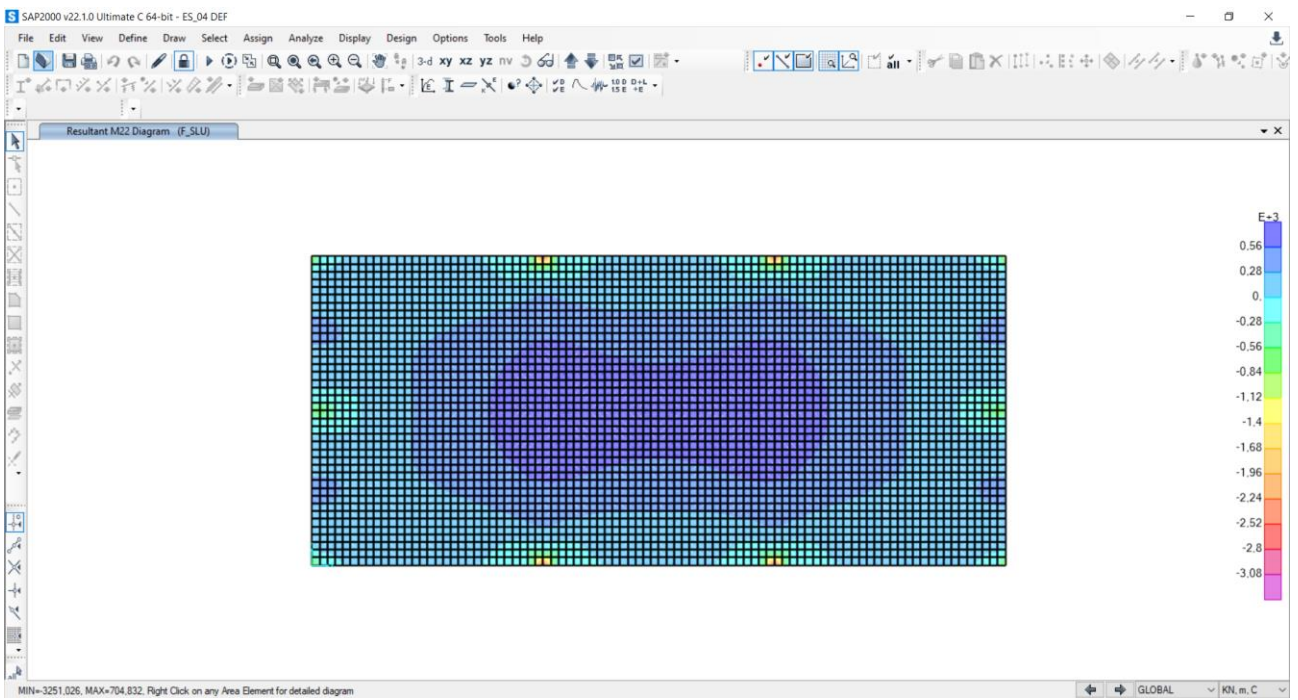 SAP2000 v22.1.0 Ultimate C 64-bit - ES_04 DEF
File Edit View Define Draw Select Assign Analyze Display Design Options Tools Help
3-d xy xz yz nv
all
Resultant M22 Diagram (F_SLU)
E+3
0.56
0.28
0.
-0.28
-0.56
-0.84
-1.12
-1.4
-1.68
-1.96
-2.24
-2.52
-2.8
-3.08
MIN=-3251,026, MAX=704,832, Right Click on any Area Element for detailed diagram
GLOBAL
KN, m, C